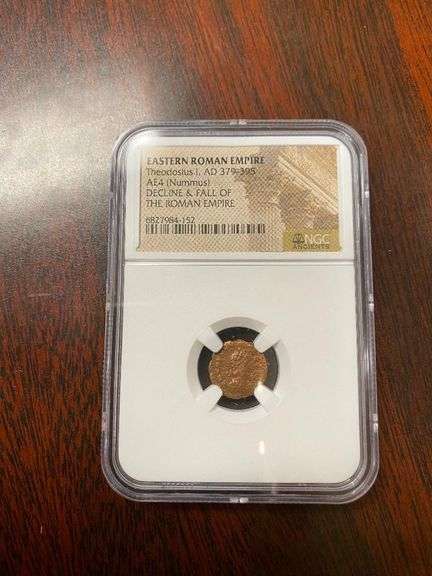 EASTERN ROMAN EMPIRE
Theodosius I, AD 379-395
AE4 (Nummus)
DECLINE & FALL OF
THE ROMAN EMPIRE
6827984-152
NGC
ANCIENTS